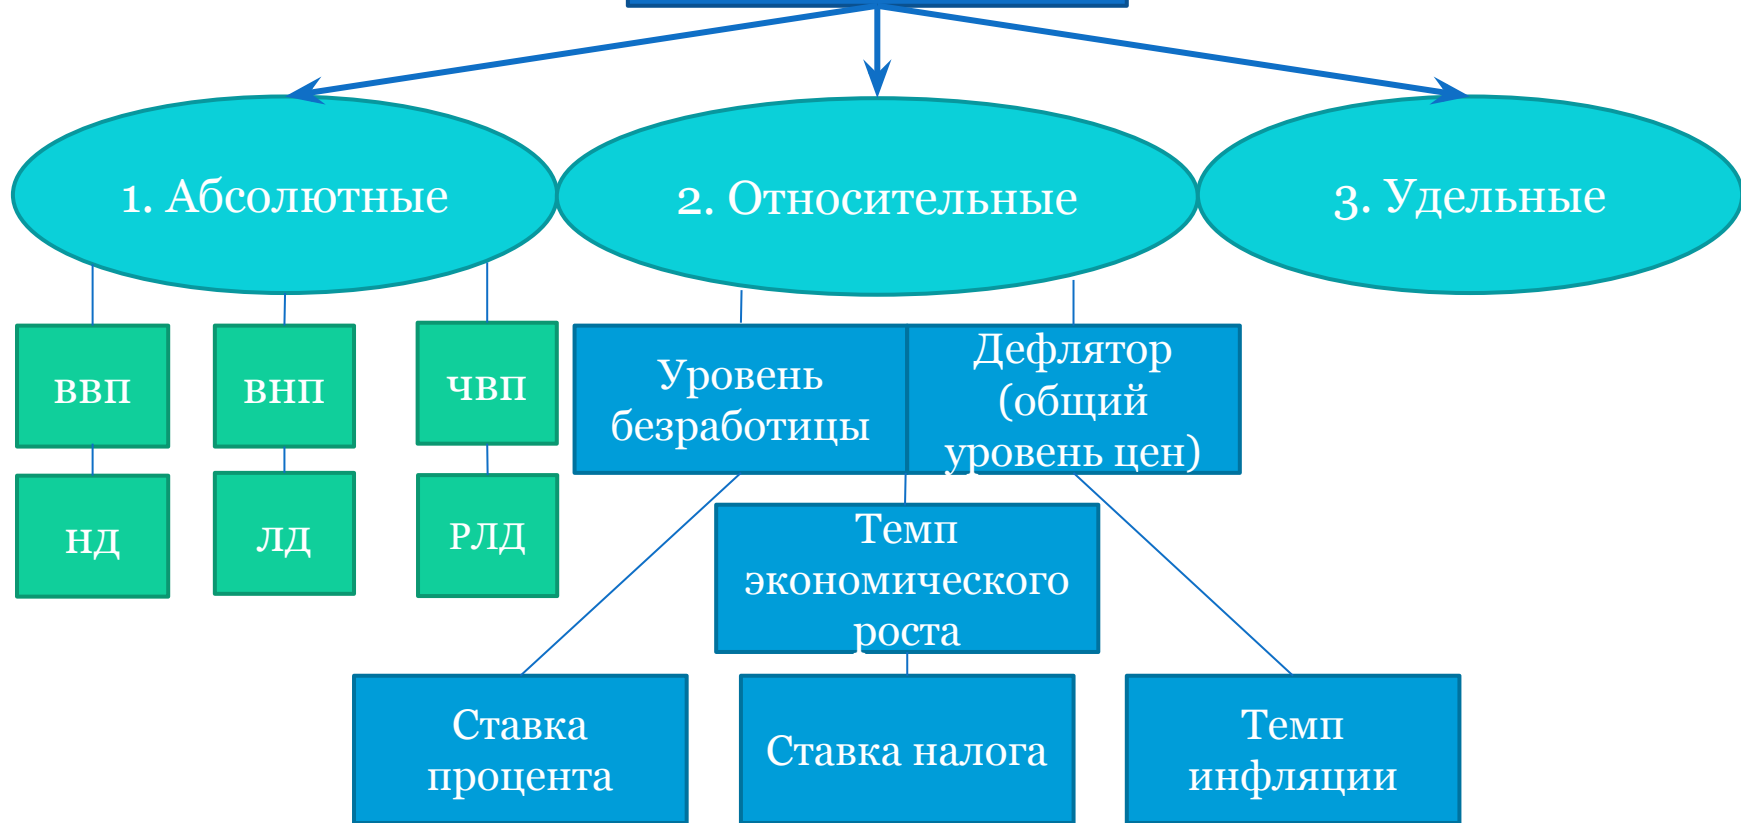 1. Абсолютные
2. Относительные
3. Удельные
ВВП
ВНП
ЧВП
НД
ЛД
РЛД
Уровень
безработицы
Дефлятор
(общий
уровень цен)
Темп
экономического
роста
Ставка
процента
Ставка налога
Темп
инфляции